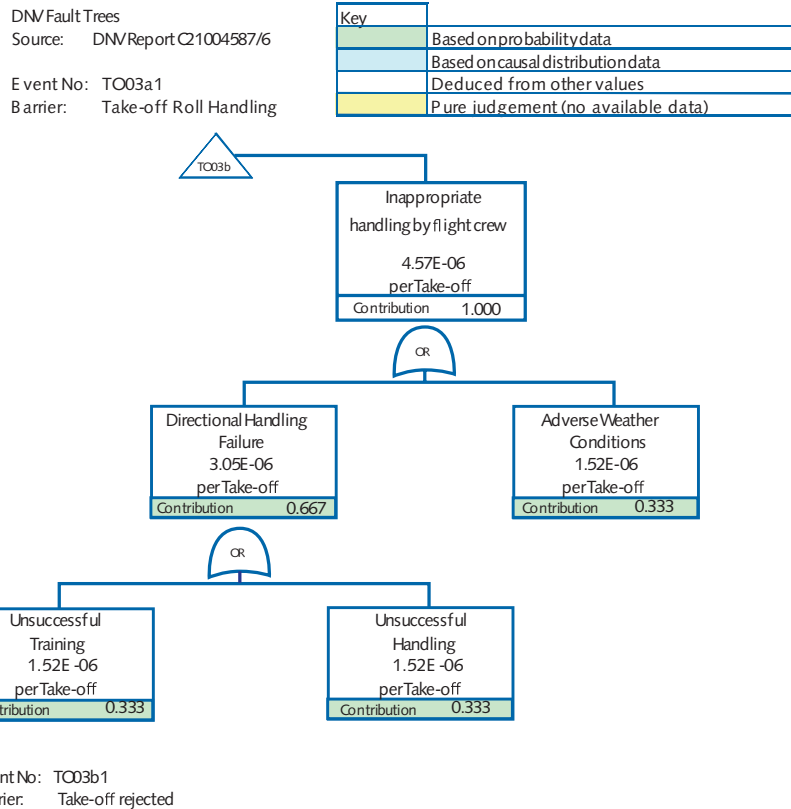 DNV Fault Trees
Source: DNV Report C21004587/6
Event No: TO03a1
Barrier: Take-off Roll Handling
Key
Based on probability data
Based on causal distribution data
Deduced from other values
Pure judgement (no available data)
TO03b
Inappropriate
handling by flight crew
4.57E-06
per Take-off
Contribution 1.000
OR
Directional Handling
Failure
3.05E-06
per Take-off
Contribution 0.667
Adverse Weather
Conditions
1.52E-06
per Take-off
Contribution 0.333
OR
Unsuccessful
Training
1.52E -06
per Take-off
tribution 0.333
Unsuccessful
Handling
1.52E -06
per Take-off
Contribution 0.333
nt No: TO03b1
rier: Take-off rejected